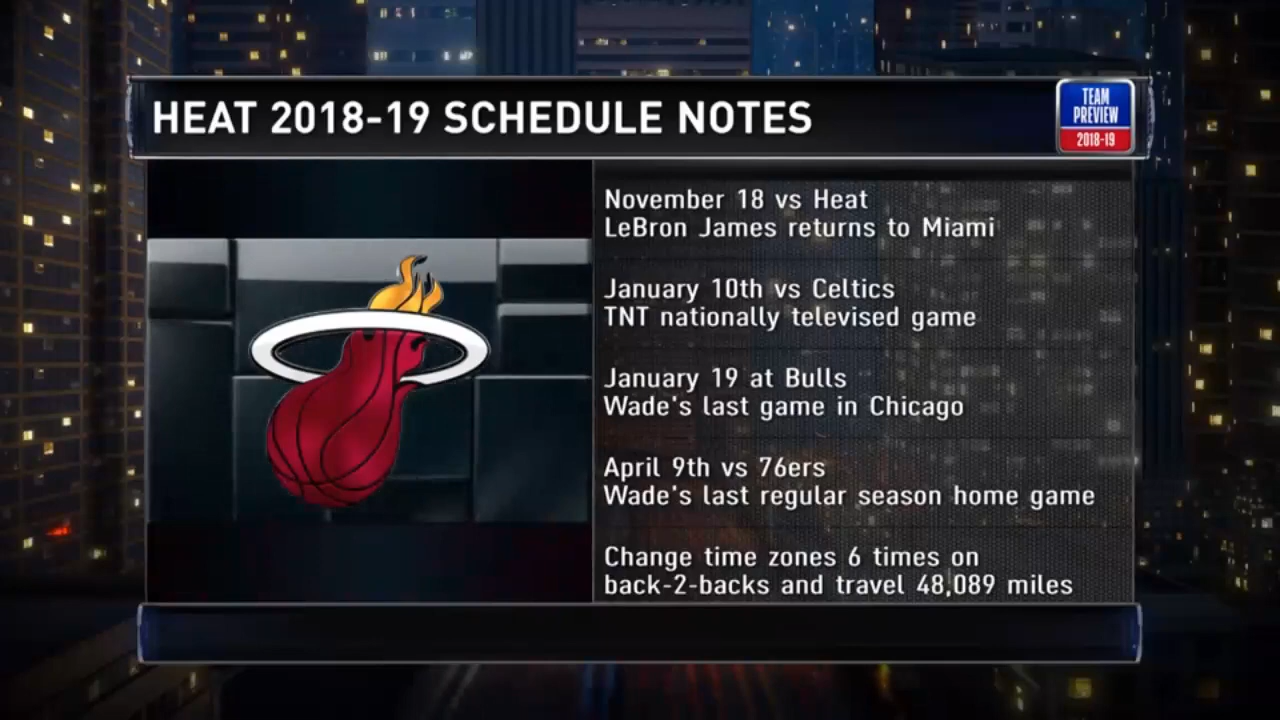 HEAT 2018-19 SCHEDULE NOTES
TEAM
PREVIEW
2018-19
November 18 vs Heat
LeBron James returns to Miami
January 10th vs Celtics
TNT nationally televised game
January 19 at Bulls
Wade's last game in Chicago
April 9th vs 76ers
Wade's last regular season home game
Change time zones 6 times on
back-2-backs and travel 48,089 miles